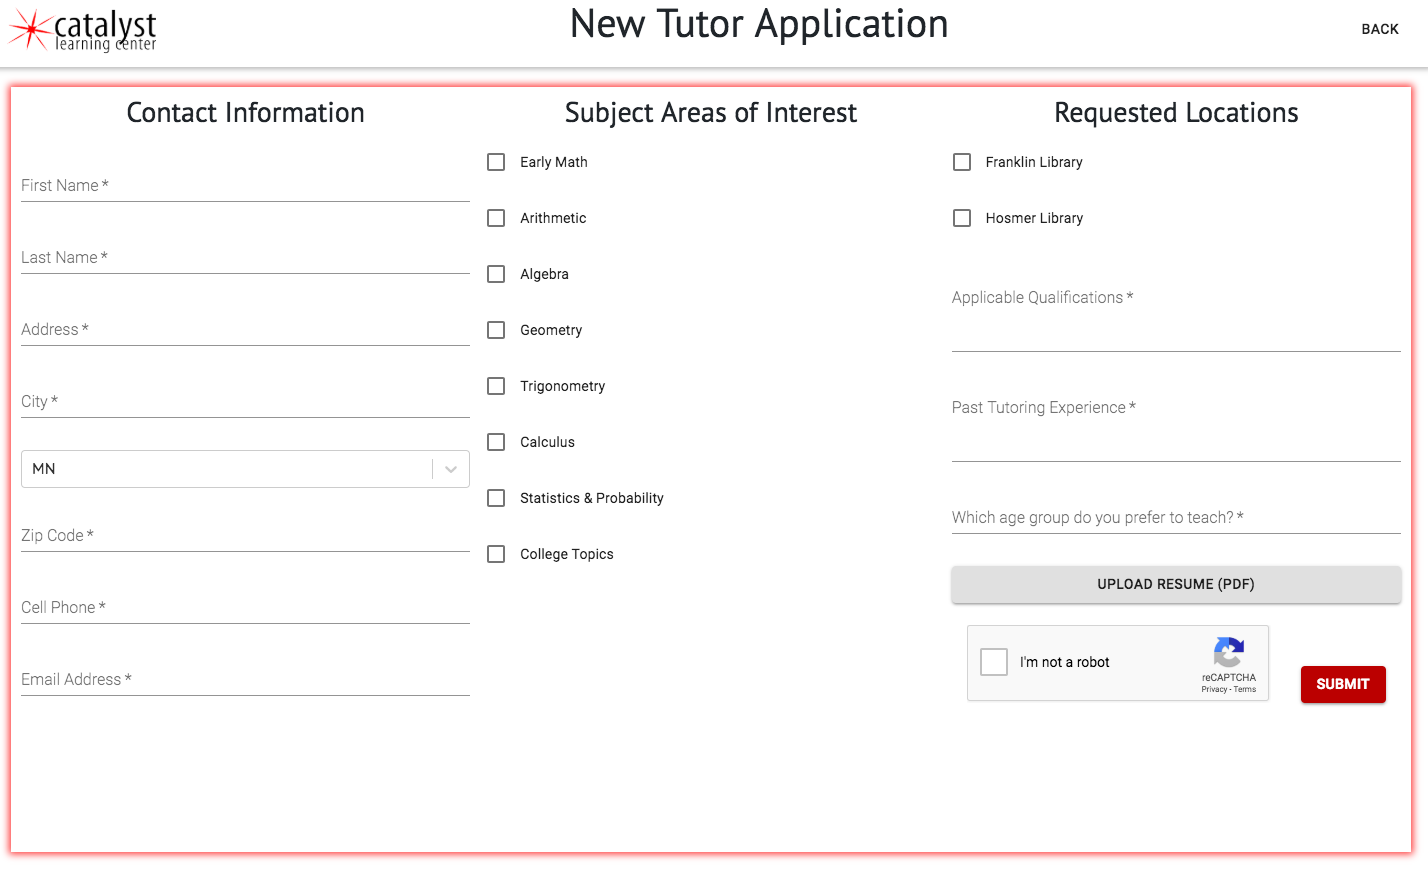 catalyst
learning center
New Tutor Application
BACK
Contact Information
First Name *
Last Name *
Address *
City *
MN
Zip Code *
Cell Phone *
Email Address *
Subject Areas of Interest
Early Math
Arithmetic
Algebra
Geometry
Trigonometry
Calculus
Statistics & Probability
College Topics
Requested Locations
Franklin Library
Hosmer Library
Applicable Qualifications *
Past Tutoring Experience *
Which age group do you prefer to teach? *
UPLOAD RESUME (PDF)
I'm not a robot
reCAPTCHA
Privacy - Terms
SUBMIT